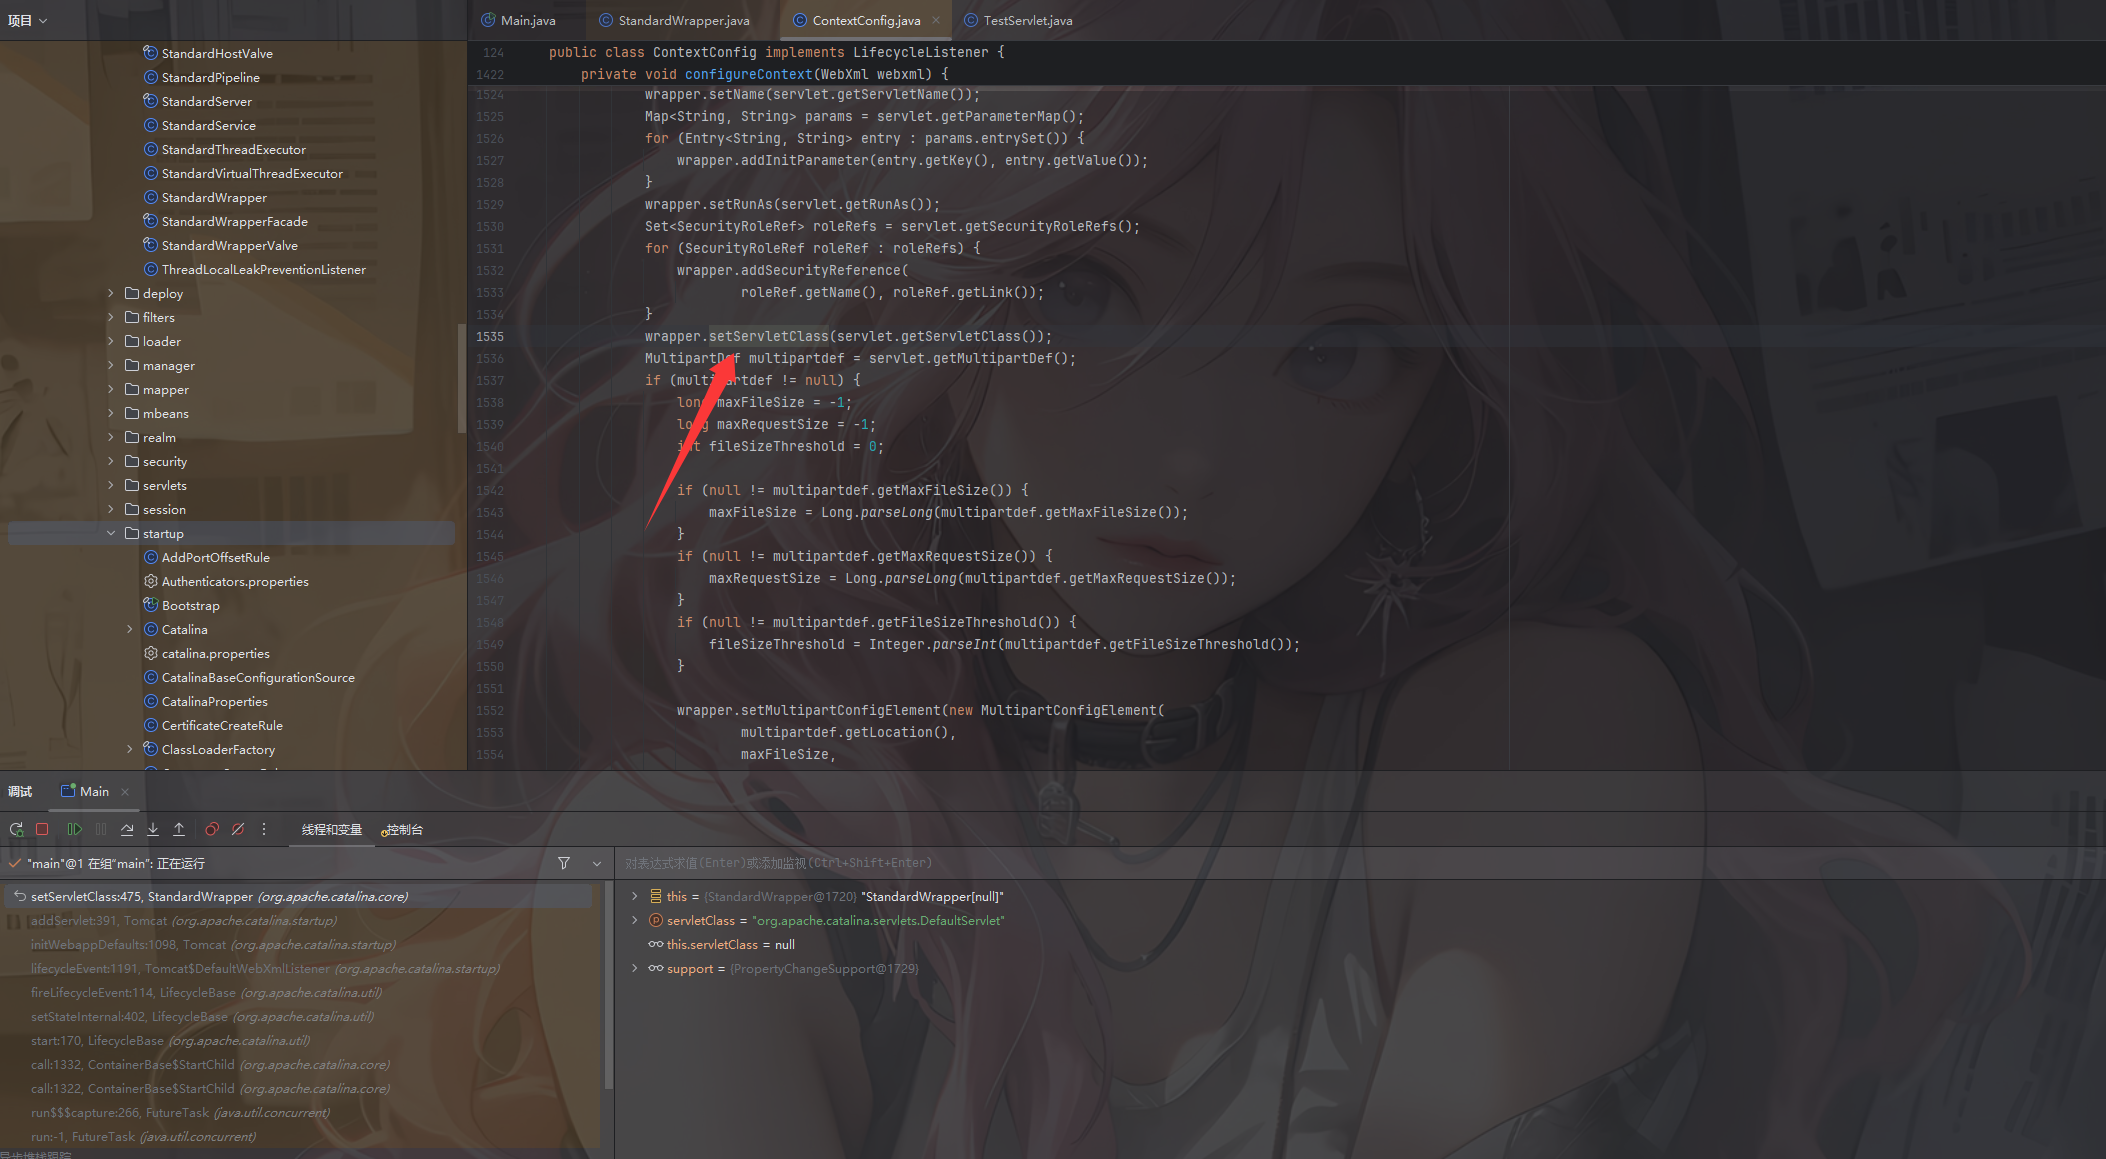 项目
Main.java
StandardWrapper.java
ContextConfig.java
TestServlet.java
StandardHostValve
StandardPipeline
StandardServer
StandardService
StandardThreadExecutor
StandardVirtualThreadExecutor
StandardWrapper
StandardWrapperFacade
StandardWrapperValve
ThreadLocalLeakPreventionListener
deploy
filters
loader
manager
mapper
mbeans
realm
security
servlets
session
startup
AddPortOffsetRule
Authenticators.properties
Bootstrap
Catalina
catalina.properties
CatalinaBaseConfigurationSource
CatalinaProperties
CertificateCreateRule
ClassLoaderFactory
124 public class ContextConfig implements LifecycleListener {
1422 private void configureContext(WebXml webxml) {
1524 wrapper.setName(servlet.getServletName());
1525 Map<String, String> params = servlet.getParameterMap();
1526 for (Entry<String, String> entry : params.entrySet()) {
1527 wrapper.addInitParameter(entry.getKey(), entry.getValue());
1528 }
1529 wrapper.setRunAs(servlet.getRunAs());
1530 Set<SecurityRoleRef> roleRefs = servlet.getSecurityRoleRefs();
1531 for (SecurityRoleRef roleRef : roleRefs) {
1532 wrapper.addSecurityReference(
1533 roleRef.getName(), roleRef.getLink());
1534 }
1535 wrapper.setServletClass(servlet.getServletClass());
1536 MultipartDef multipartdef = servlet.getMultipartDef();
1537 if (multipartdef != null) {
1538 long maxFileSize = -1;
1539 long maxRequestSize = -1;
1540 int fileSizeThreshold = 0;
1541
1542 if (null != multipartdef.getMaxFileSize()) {
1543 maxFileSize = Long.parseLong(multipartdef.getMaxFileSize());
1544 }
1545 if (null != multipartdef.getMaxRequestSize()) {
1546 maxRequestSize = Long.parseLong(multipartdef.getMaxRequestSize());
1547 }
1548 if (null != multipartdef.getFileSizeThreshold()) {
1549 fileSizeThreshold = Integer.parseInt(multipartdef.getFileSizeThreshold());
1550 }
1551
1552 wrapper.setMultipartConfigElement(new MultipartConfigElement(
1553 multipartdef.getLocation(),
1554 maxFileSize,
调试
Main
线程和变量
控制台
"main"@1 在组"main": 正在运行
对表达式求值(Enter)或添加监视(Ctrl+Shift+Enter)
setServletClass:475, StandardWrapper (org.apache.catalina.core)
addServlet:391, Tomcat (org.apache.catalina.startup)
initWebappDefaults:1098, Tomcat (org.apache.catalina.startup)
lifecycleEvent:1191, Tomcat$DefaultWebXmlListener (org.apache.catalina.startup)
fireLifecycleEvent:114, LifecycleBase (org.apache.catalina.util)
setStateInternal:402, LifecycleBase (org.apache.catalina.util)
start:170, LifecycleBase (org.apache.catalina.util)
call:1332, ContainerBase$StartChild (org.apache.catalina.core)
call:1322, ContainerBase$StartChild (org.apache.catalina.core)
run$$$capture:266, FutureTask (java.util.concurrent)
run:-1, FutureTask (java.util.concurrent)
异步堆栈跟踪
this = {StandardWrapper@1720} "StandardWrapper[null]"
servletClass = "org.apache.catalina.servlets.DefaultServlet"
this.servletClass = null
support = {PropertyChangeSupport@1729}